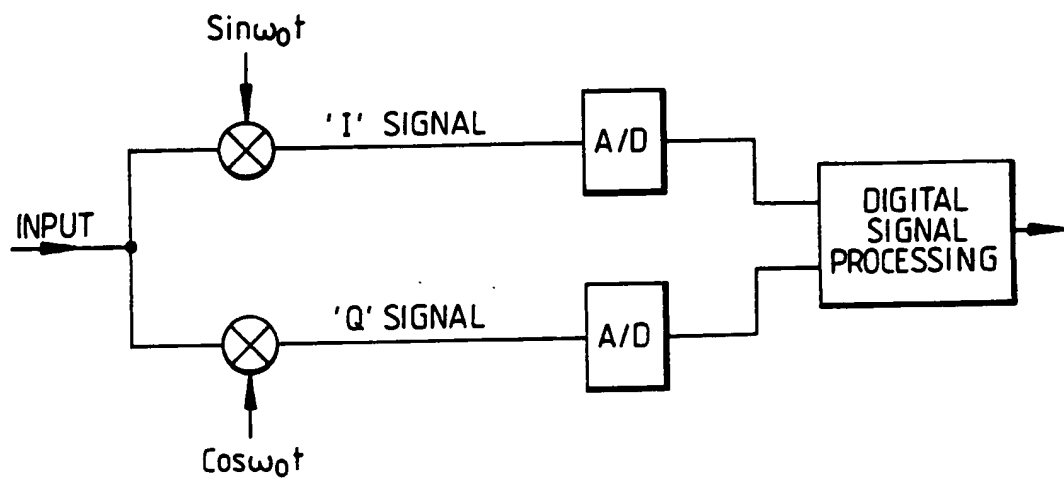 Sinω₀t
'I' SIGNAL
A/D
INPUT
DIGITAL
SIGNAL
PROCESSING
'Q' SIGNAL
A/D
Cosω₀t